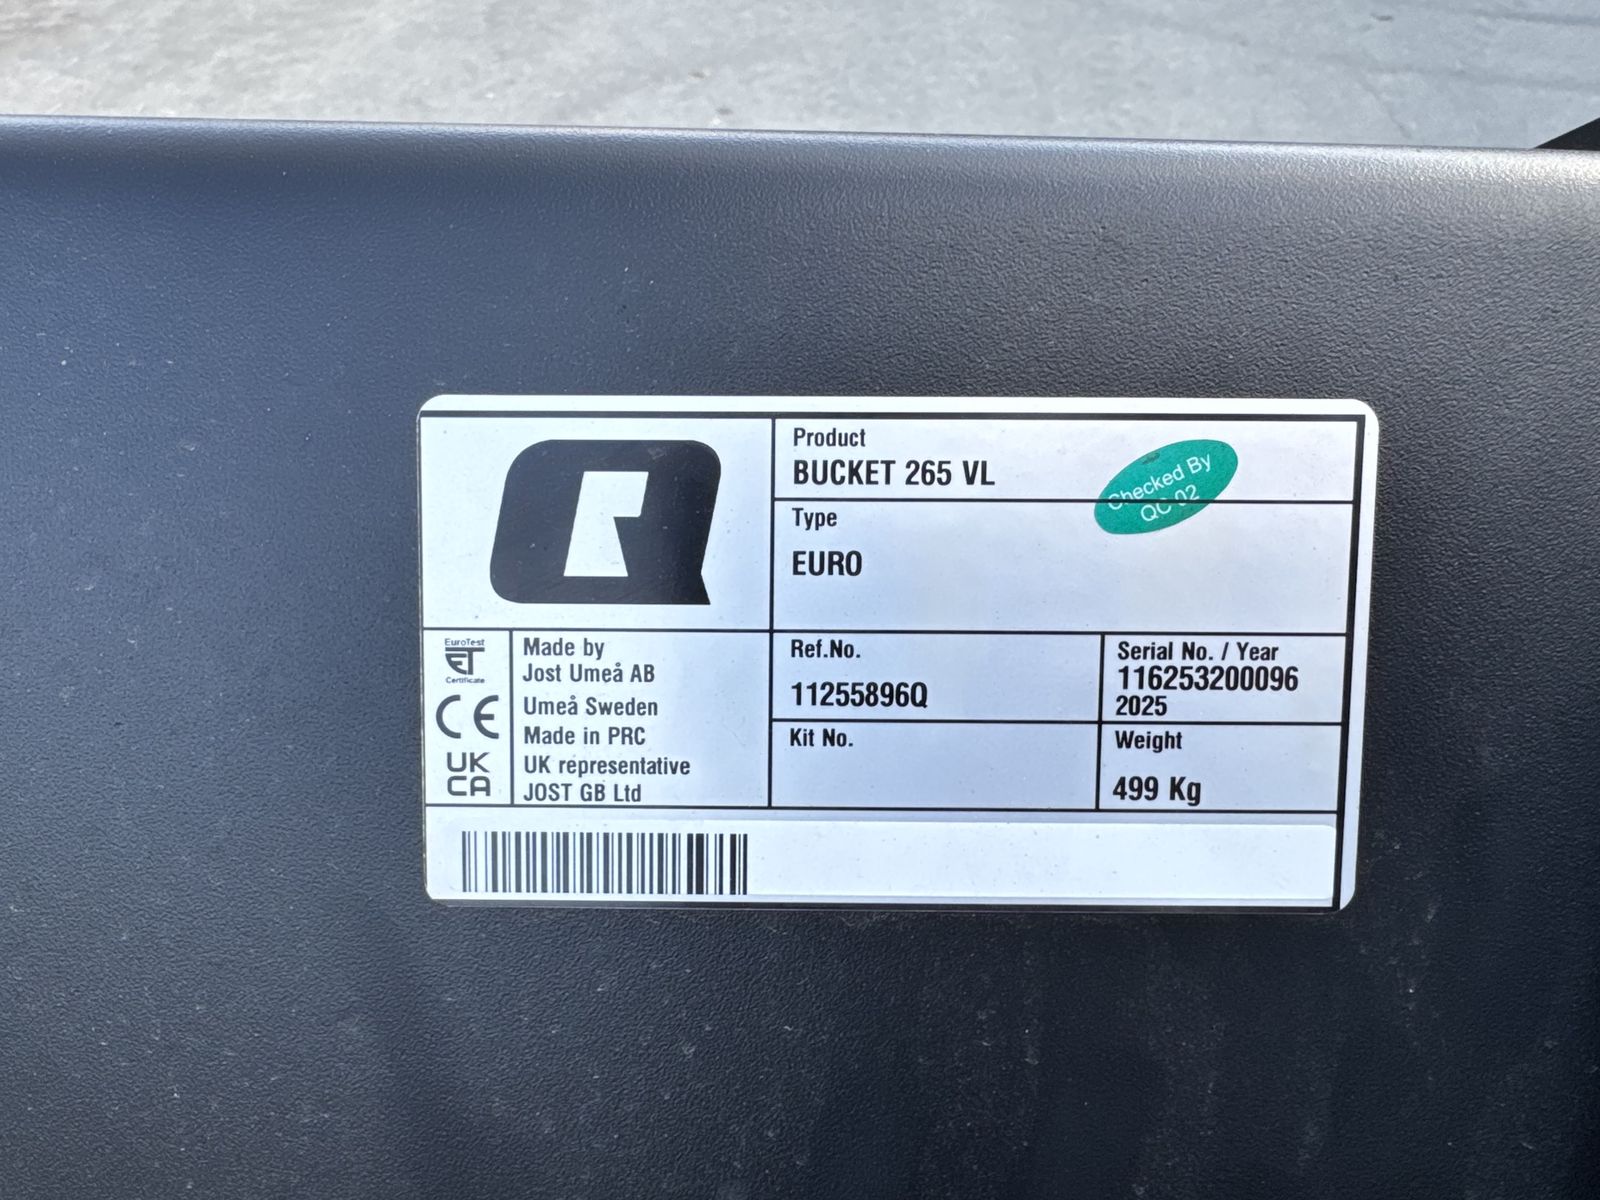 Product
BUCKET 265 VL
Checked By
QC 02
Type
EURO
EuroTest
ET
Certificate
CE
UK
CA
Made by
Jost Umeå AB
Umeå Sweden
Made in PRC
UK representative
JOST GB Ltd
Ref.No.
11255896Q
Serial No. / Year
116253200096
2025
Kit No.
Weight
499 Kg